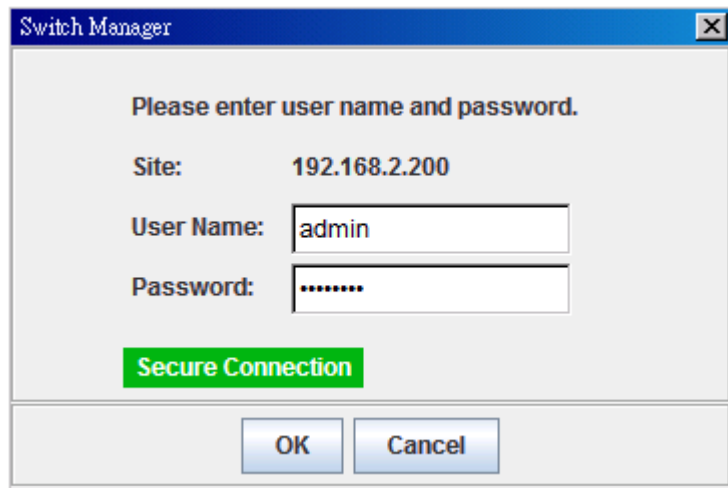 Switch Manager
Please enter user name and password.
Site: 192.168.2.200
User Name: admin
Password: ••••••••
Secure Connection
OK Cancel